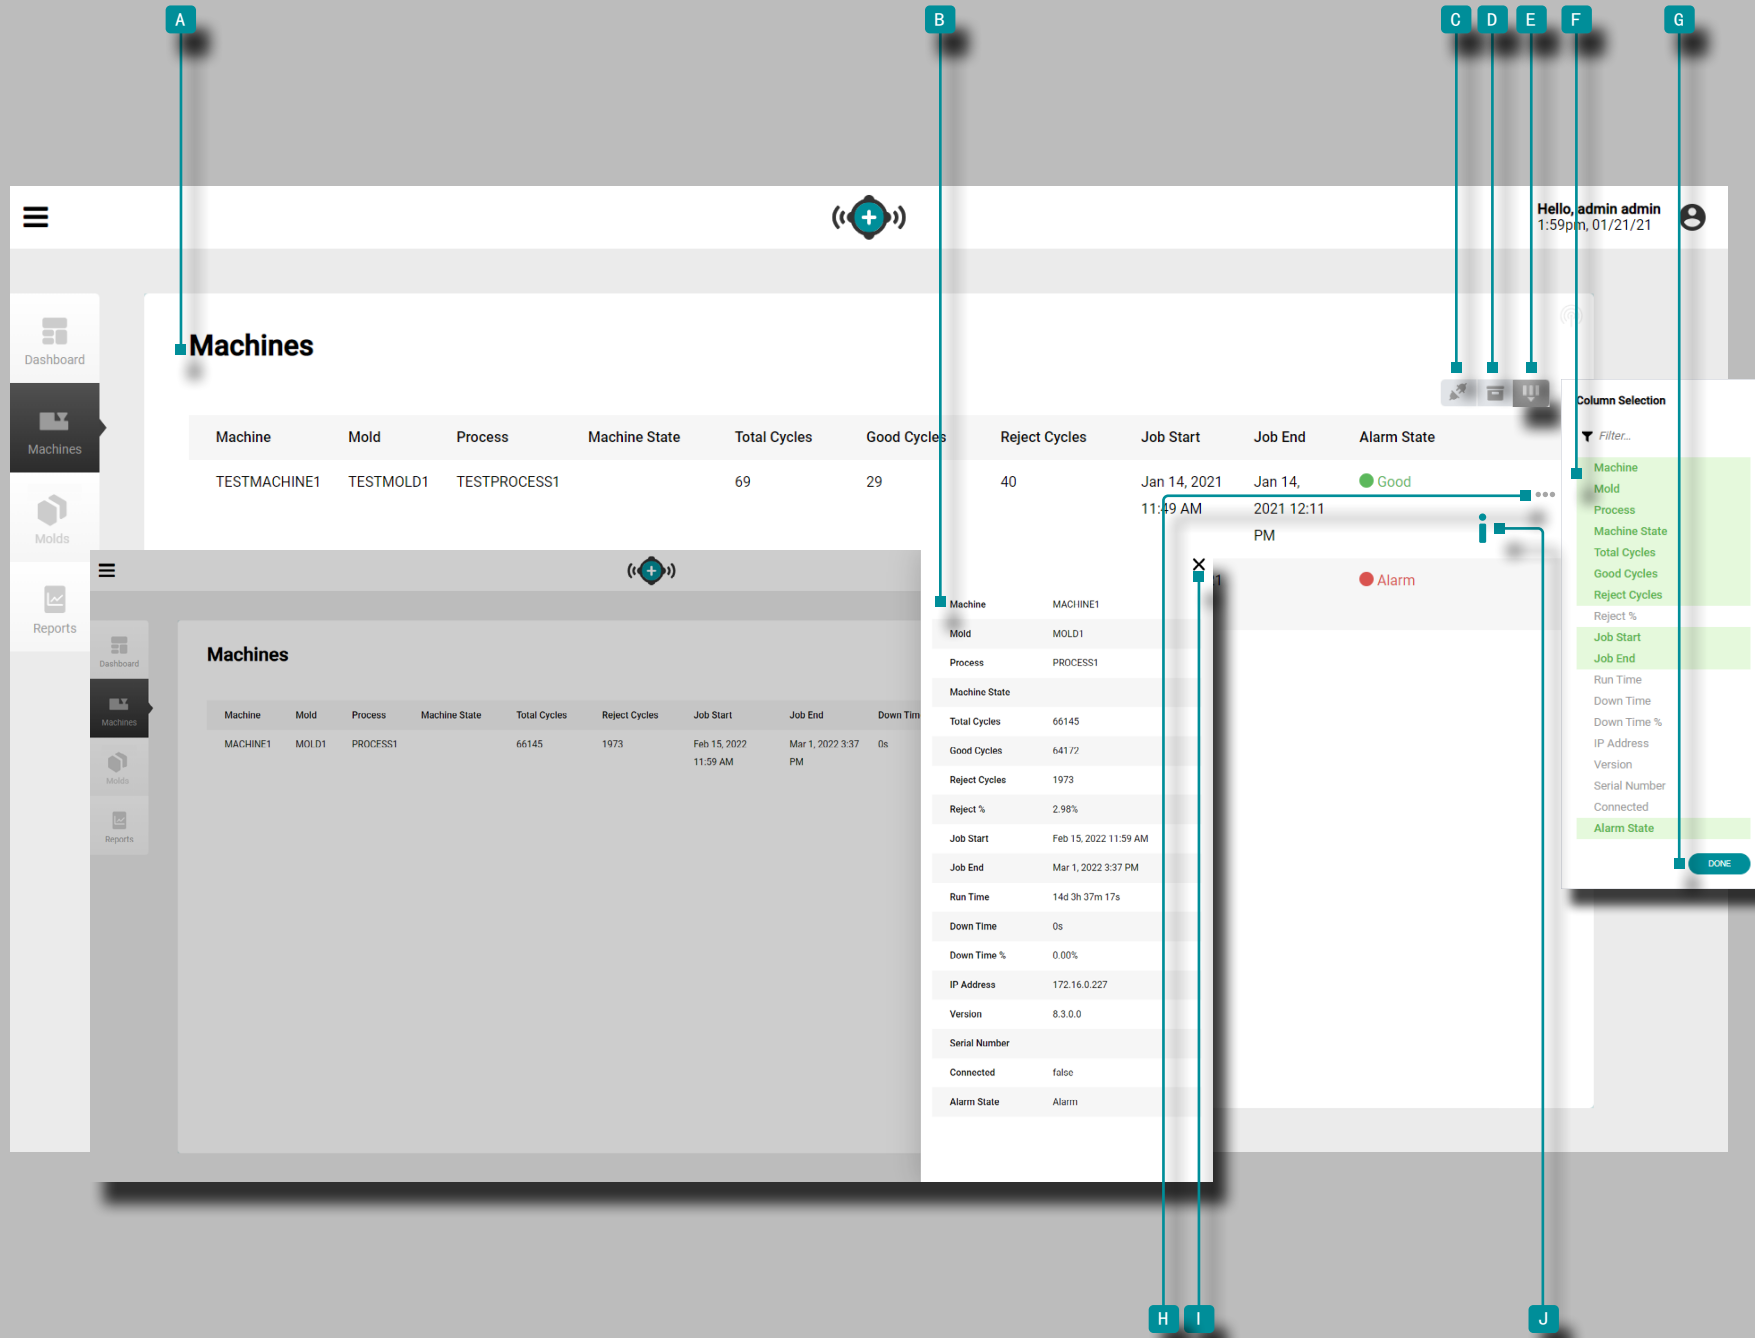 A B C D E F G
Hello, admin admin
1:59pm, 01/21/21
Dashboard
Machines
Molds
Reports
Machines
Machine Mold Process Machine State Total Cycles Good Cycles Reject Cycles Job Start Job End Alarm State
TESTMACHINE1 TESTMOLD1 TESTPROCESS1 69 29 40 Jan 14, 2021 Jan 14, Good
11:49 AM 2021 12:11
PM
Alarm
Column Selection
Filter...
Machine
Mold
Process
Machine State
Total Cycles
Good Cycles
Reject Cycles
Reject %
Job Start
Job End
Run Time
Down Time
Down Time %
IP Address
Version
Serial Number
Connected
Alarm State
DONE
Dashboard
Machines
Molds
Reports
Machines
Machine Mold Process Machine State Total Cycles Reject Cycles Job Start Job End Down Tim
MACHINE1 MOLD1 PROCESS1 66145 1973 Feb 15, 2022 Mar 1, 2022 3:37 0s
11:59 AM PM
Machine MACHINE1
Mold MOLD1
Process PROCESS1
Machine State
Total Cycles 66145
Good Cycles 64172
Reject Cycles 1973
Reject % 2.98%
Job Start Feb 15, 2022 11:59 AM
Job End Mar 1, 2022 3:37 PM
Run Time 14d 3h 37m 17s
Down Time 0s
Down Time % 0.00%
IP Address 172.16.0.227
Version 8.3.0.0
Serial Number
Connected false
Alarm State Alarm
H I J